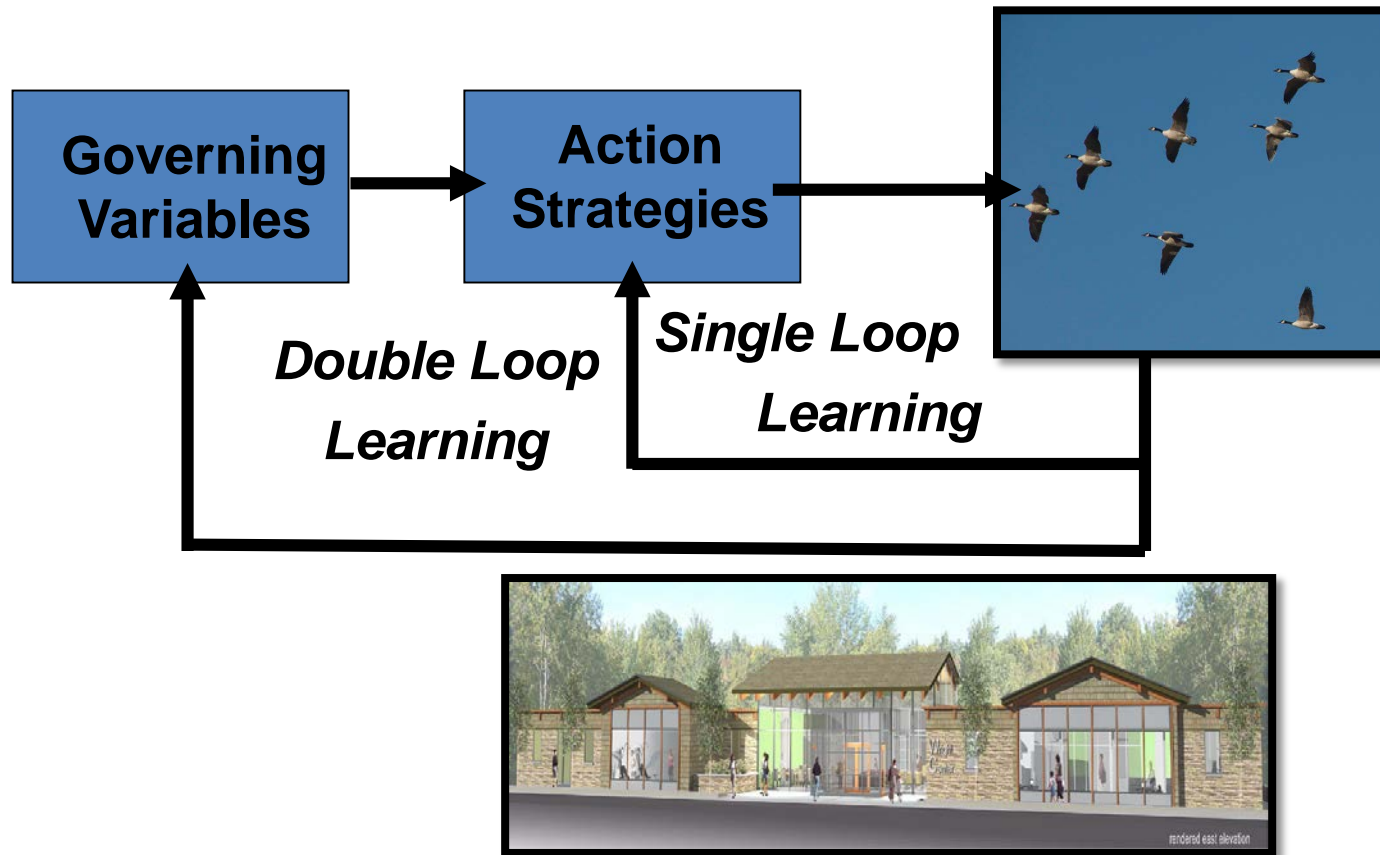 Governing
Variables
Action
Strategies
Double Loop
Learning
Single Loop
Learning
rendered east elevation